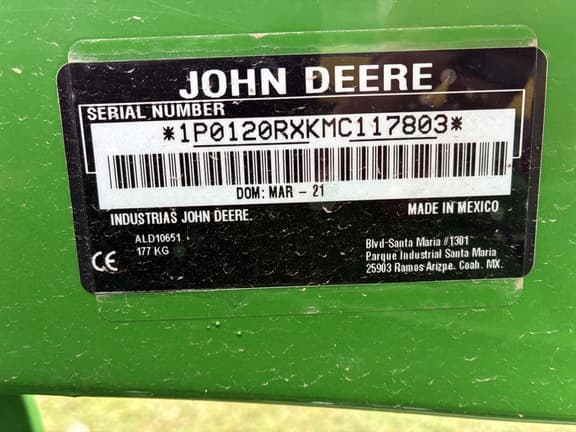 JOHN DEERE
SERIAL NUMBER
*1P0120RXKMC117803*
DOM: MAR - 21
INDUSTRIAS JOHN DEERE.
MADE IN MEXICO
ALD10651
177 KG
CE
Blvd-Santa Maria #1301
Parque Industrial Santa Maria
25903 Ramos Arizpe. Coah. MX.